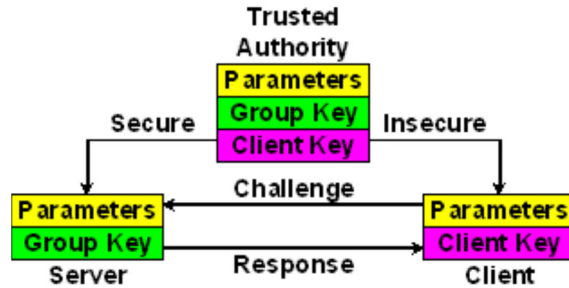 Trusted
Authority
Parameters
Group Key
Client Key
Secure
Insecure
Challenge
Parameters
Parameters
Group Key
Client Key
Server
Response
Client